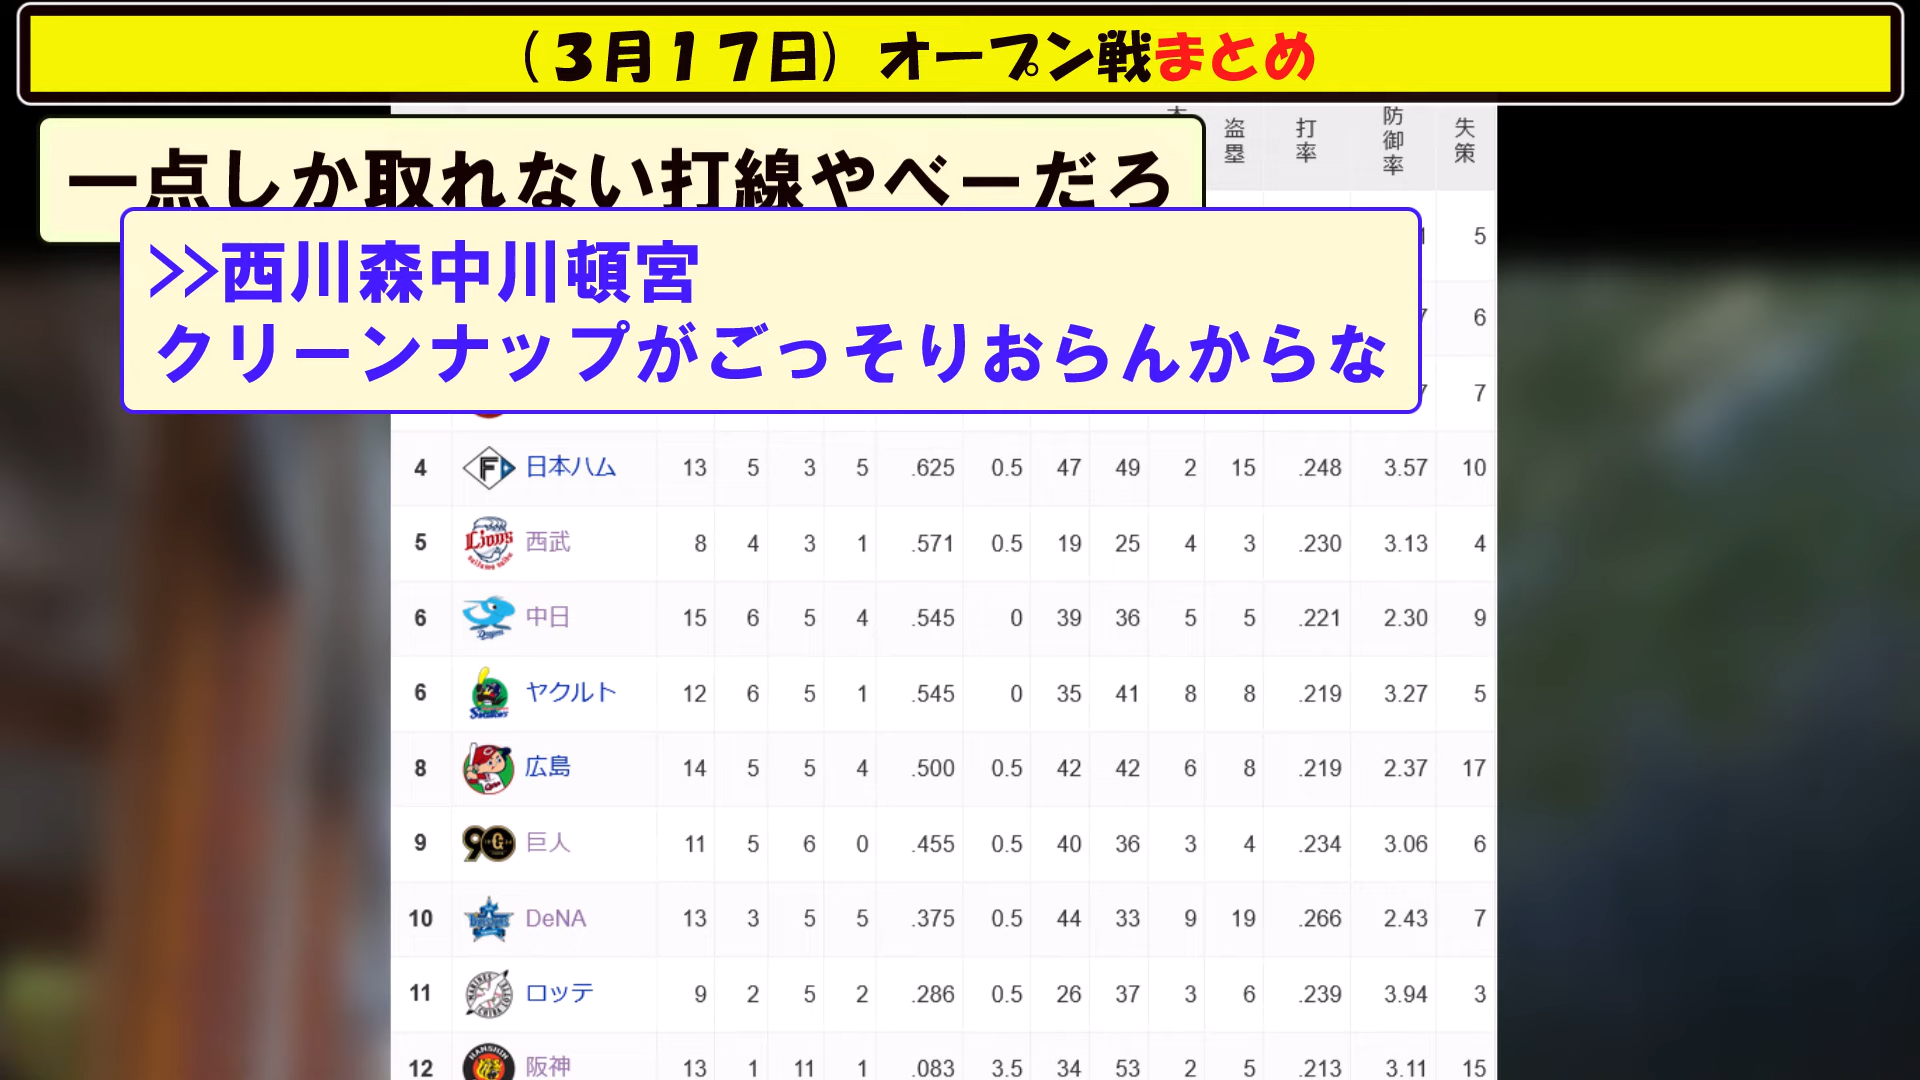 （３月１７日）オープン戦まとめ
盗塁 打率 防御率 失策
一点しか取れない打線やべーだろ
5
>>西川森中川頓宮
6
クリーンナップがごっそりおらんからな
7
4 日本ハム 13 5 3 5 .625 0.5 47 49 2 15 .248 3.57 10
5 Lions 西武 8 4 3 1 .571 0.5 19 25 4 3 .230 3.13 4
6 Dragons 中日 15 6 5 4 .545 0 39 36 5 5 .221 2.30 9
6 Swallows ヤクルト 12 6 5 1 .545 0 35 41 8 8 .219 3.27 5
8 広島 14 5 5 4 .500 0.5 42 42 6 8 .219 2.37 17
9 巨人 11 5 6 0 .455 0.5 40 36 3 4 .234 3.06 6
10 DeNA 13 3 5 5 .375 0.5 44 33 9 19 .266 2.43 7
11 ロッテ 9 2 5 2 .286 0.5 26 37 3 6 .239 3.94 3
12 HANSHIN 阪神 13 1 11 1 .083 3.5 34 53 2 5 .213 3.11 15